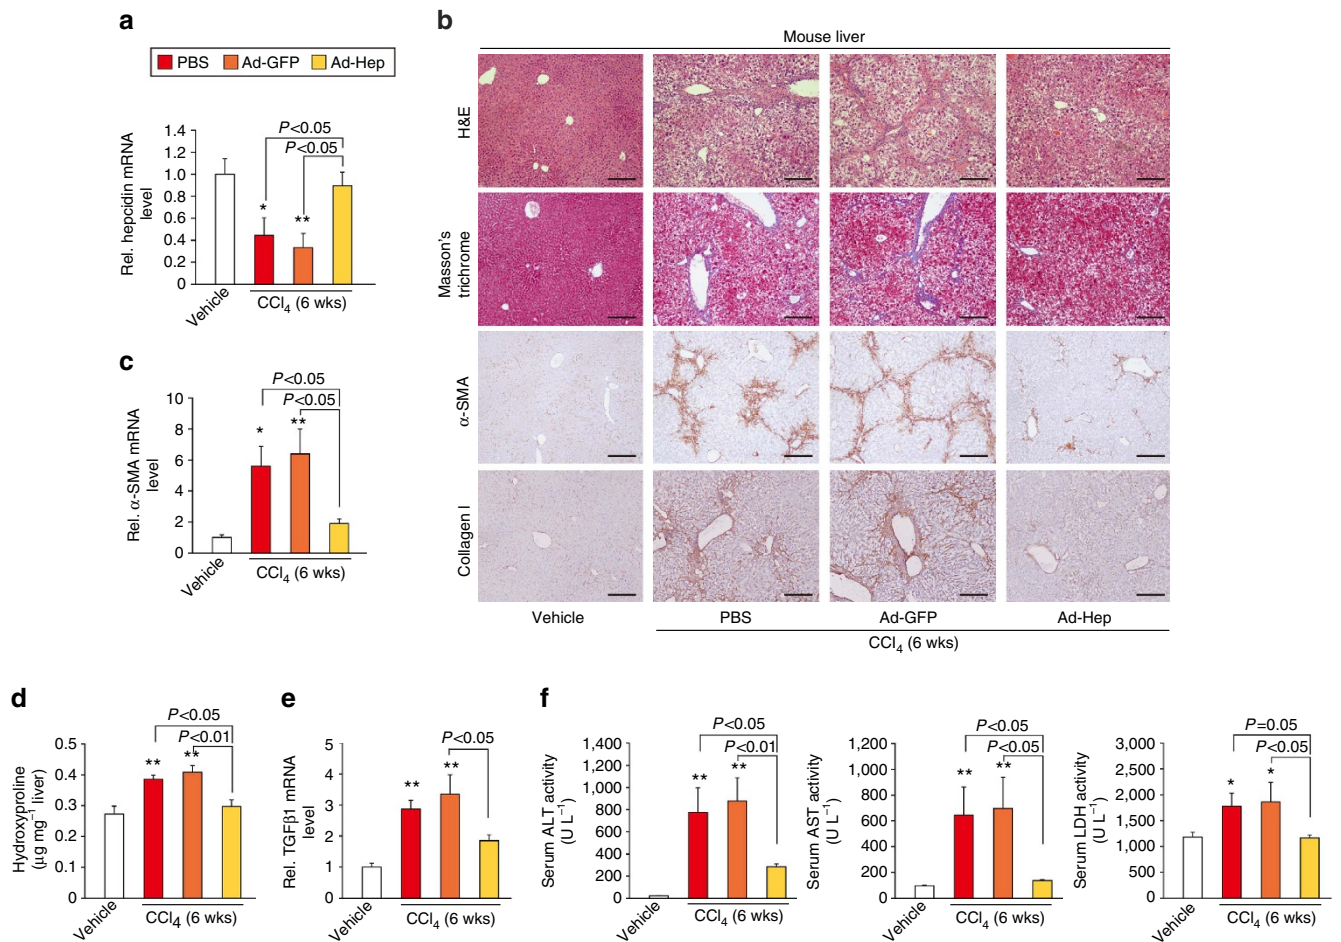 a
PBS Ad-GFP Ad-Hep
P<0.05
P<0.05
1.4
1.2
1.0
0.8
0.6
0.4
0.2
0
Rel. hepcidin mRNA
level
*
**
Vehicle
CCl4 (6 wks)
b
Mouse liver
H&E
Masson's
trichrome
α-SMA
Collagen I
Vehicle PBS Ad-GFP Ad-Hep
CCl4 (6 wks)
c
P<0.05
P<0.05
10
8
6
4
2
0
Rel. α-SMA mRNA
level
*
**
Vehicle
CCl4 (6 wks)
d
P<0.05
P<0.01
0.5
0.4
0.3
0.2
0.1
0
Hydroxyproline
(μg mg−1 liver)
**
**
Vehicle
CCl4 (6 wks)
e
P<0.05
5
4
3
2
1
0
Rel. TGFβ1 mRNA
level
**
**
Vehicle
CCl4 (6 wks)
f
P<0.05
P<0.01
1,400
1,200
1,000
800
600
400
200
0
Serum ALT activity
(U L−1)
**
**
Vehicle
CCl4 (6 wks)
P<0.05
P<0.05
1,200
1,000
800
600
400
200
0
Serum AST activity
(U L−1)
**
**
Vehicle
CCl4 (6 wks)
P=0.05
P<0.05
3,000
2,500
2,000
1,500
1,000
500
0
Serum LDH activity
(U L−1)
*
*
Vehicle
CCl4 (6 wks)